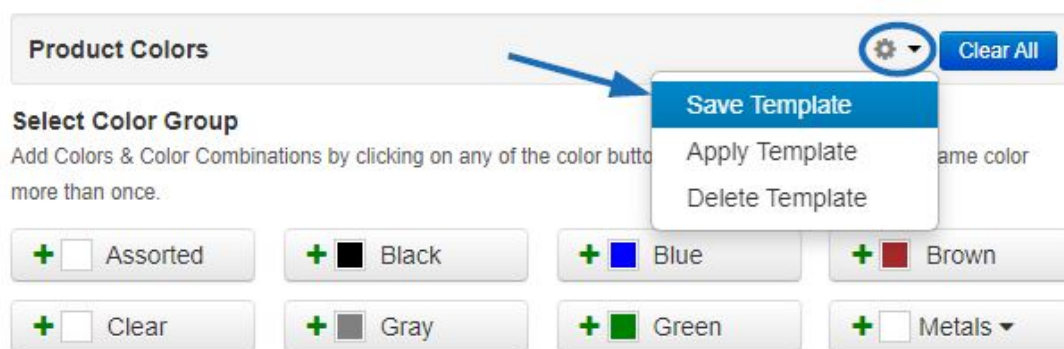 Product Colors
Clear All
Save Template
Select Color Group
Apply Template
Add Colors & Color Combinations by clicking on any of the color ame color
more than once.
Delete Template
Assorted Black Blue Brown
Clear Gray Green Metals